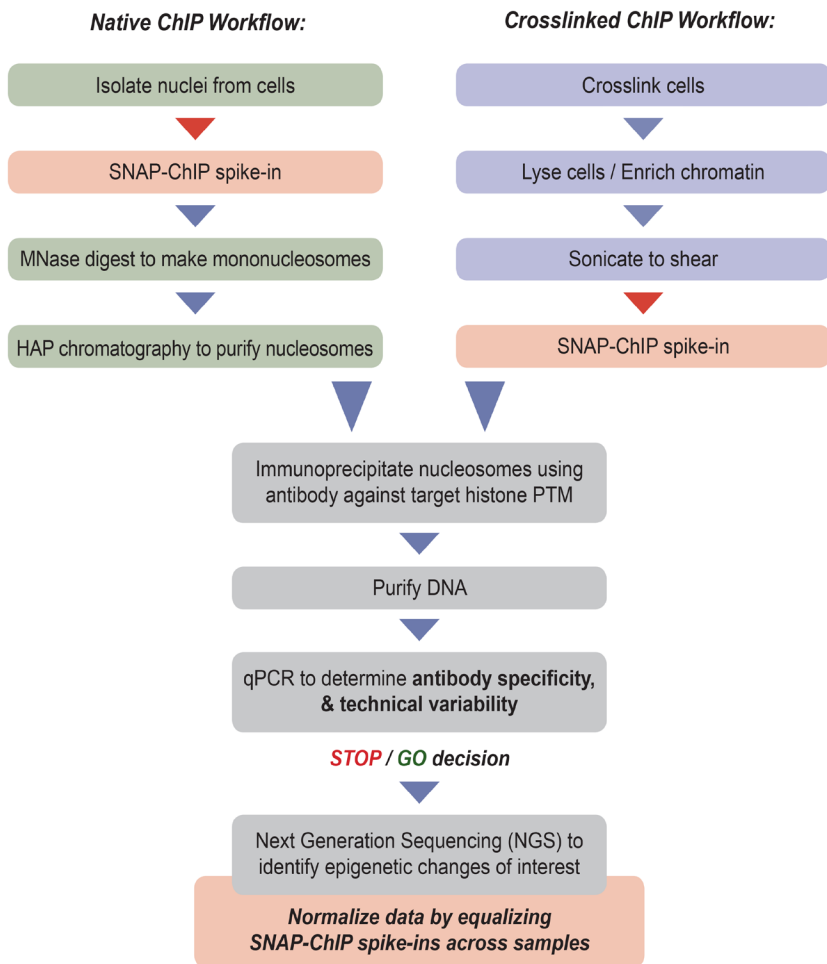 Native ChIP Workflow:
Isolate nuclei from cells
SNAP-ChIP spike-in
MNase digest to make mononucleosomes
HAP chromatography to purify nucleosomes
Crosslinked ChIP Workflow:
Crosslink cells
Lyse cells / Enrich chromatin
Sonicate to shear
SNAP-ChIP spike-in
Immunoprecipitate nucleosomes using
antibody against target histone PTM
Purify DNA
qPCR to determine antibody specificity,
& technical variability
STOP / GO decision
Next Generation Sequencing (NGS) to
identify epigenetic changes of interest
Normalize data by equalizing
SNAP-ChIP spike-ins across samples